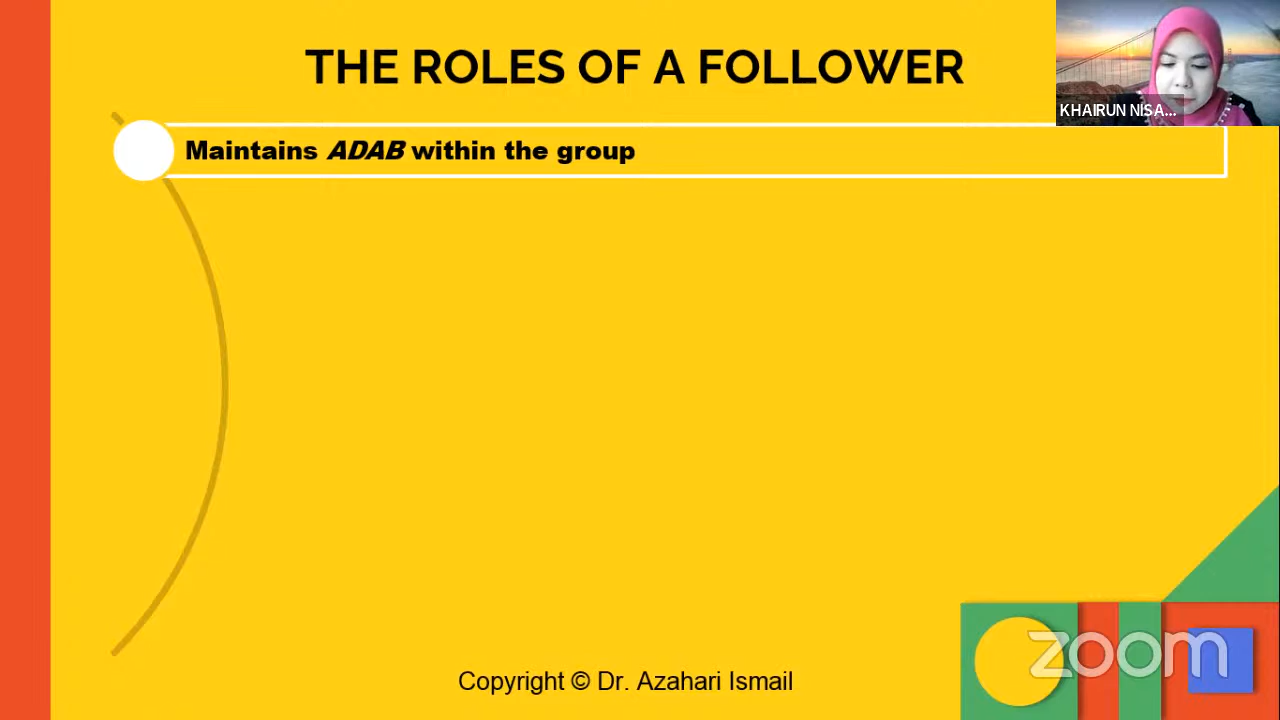 THE ROLES OF A FOLLOWER
KHAIRUN NISA...
Maintains ADAB within the group
Copyright © Dr. Azahari Ismail
zoom